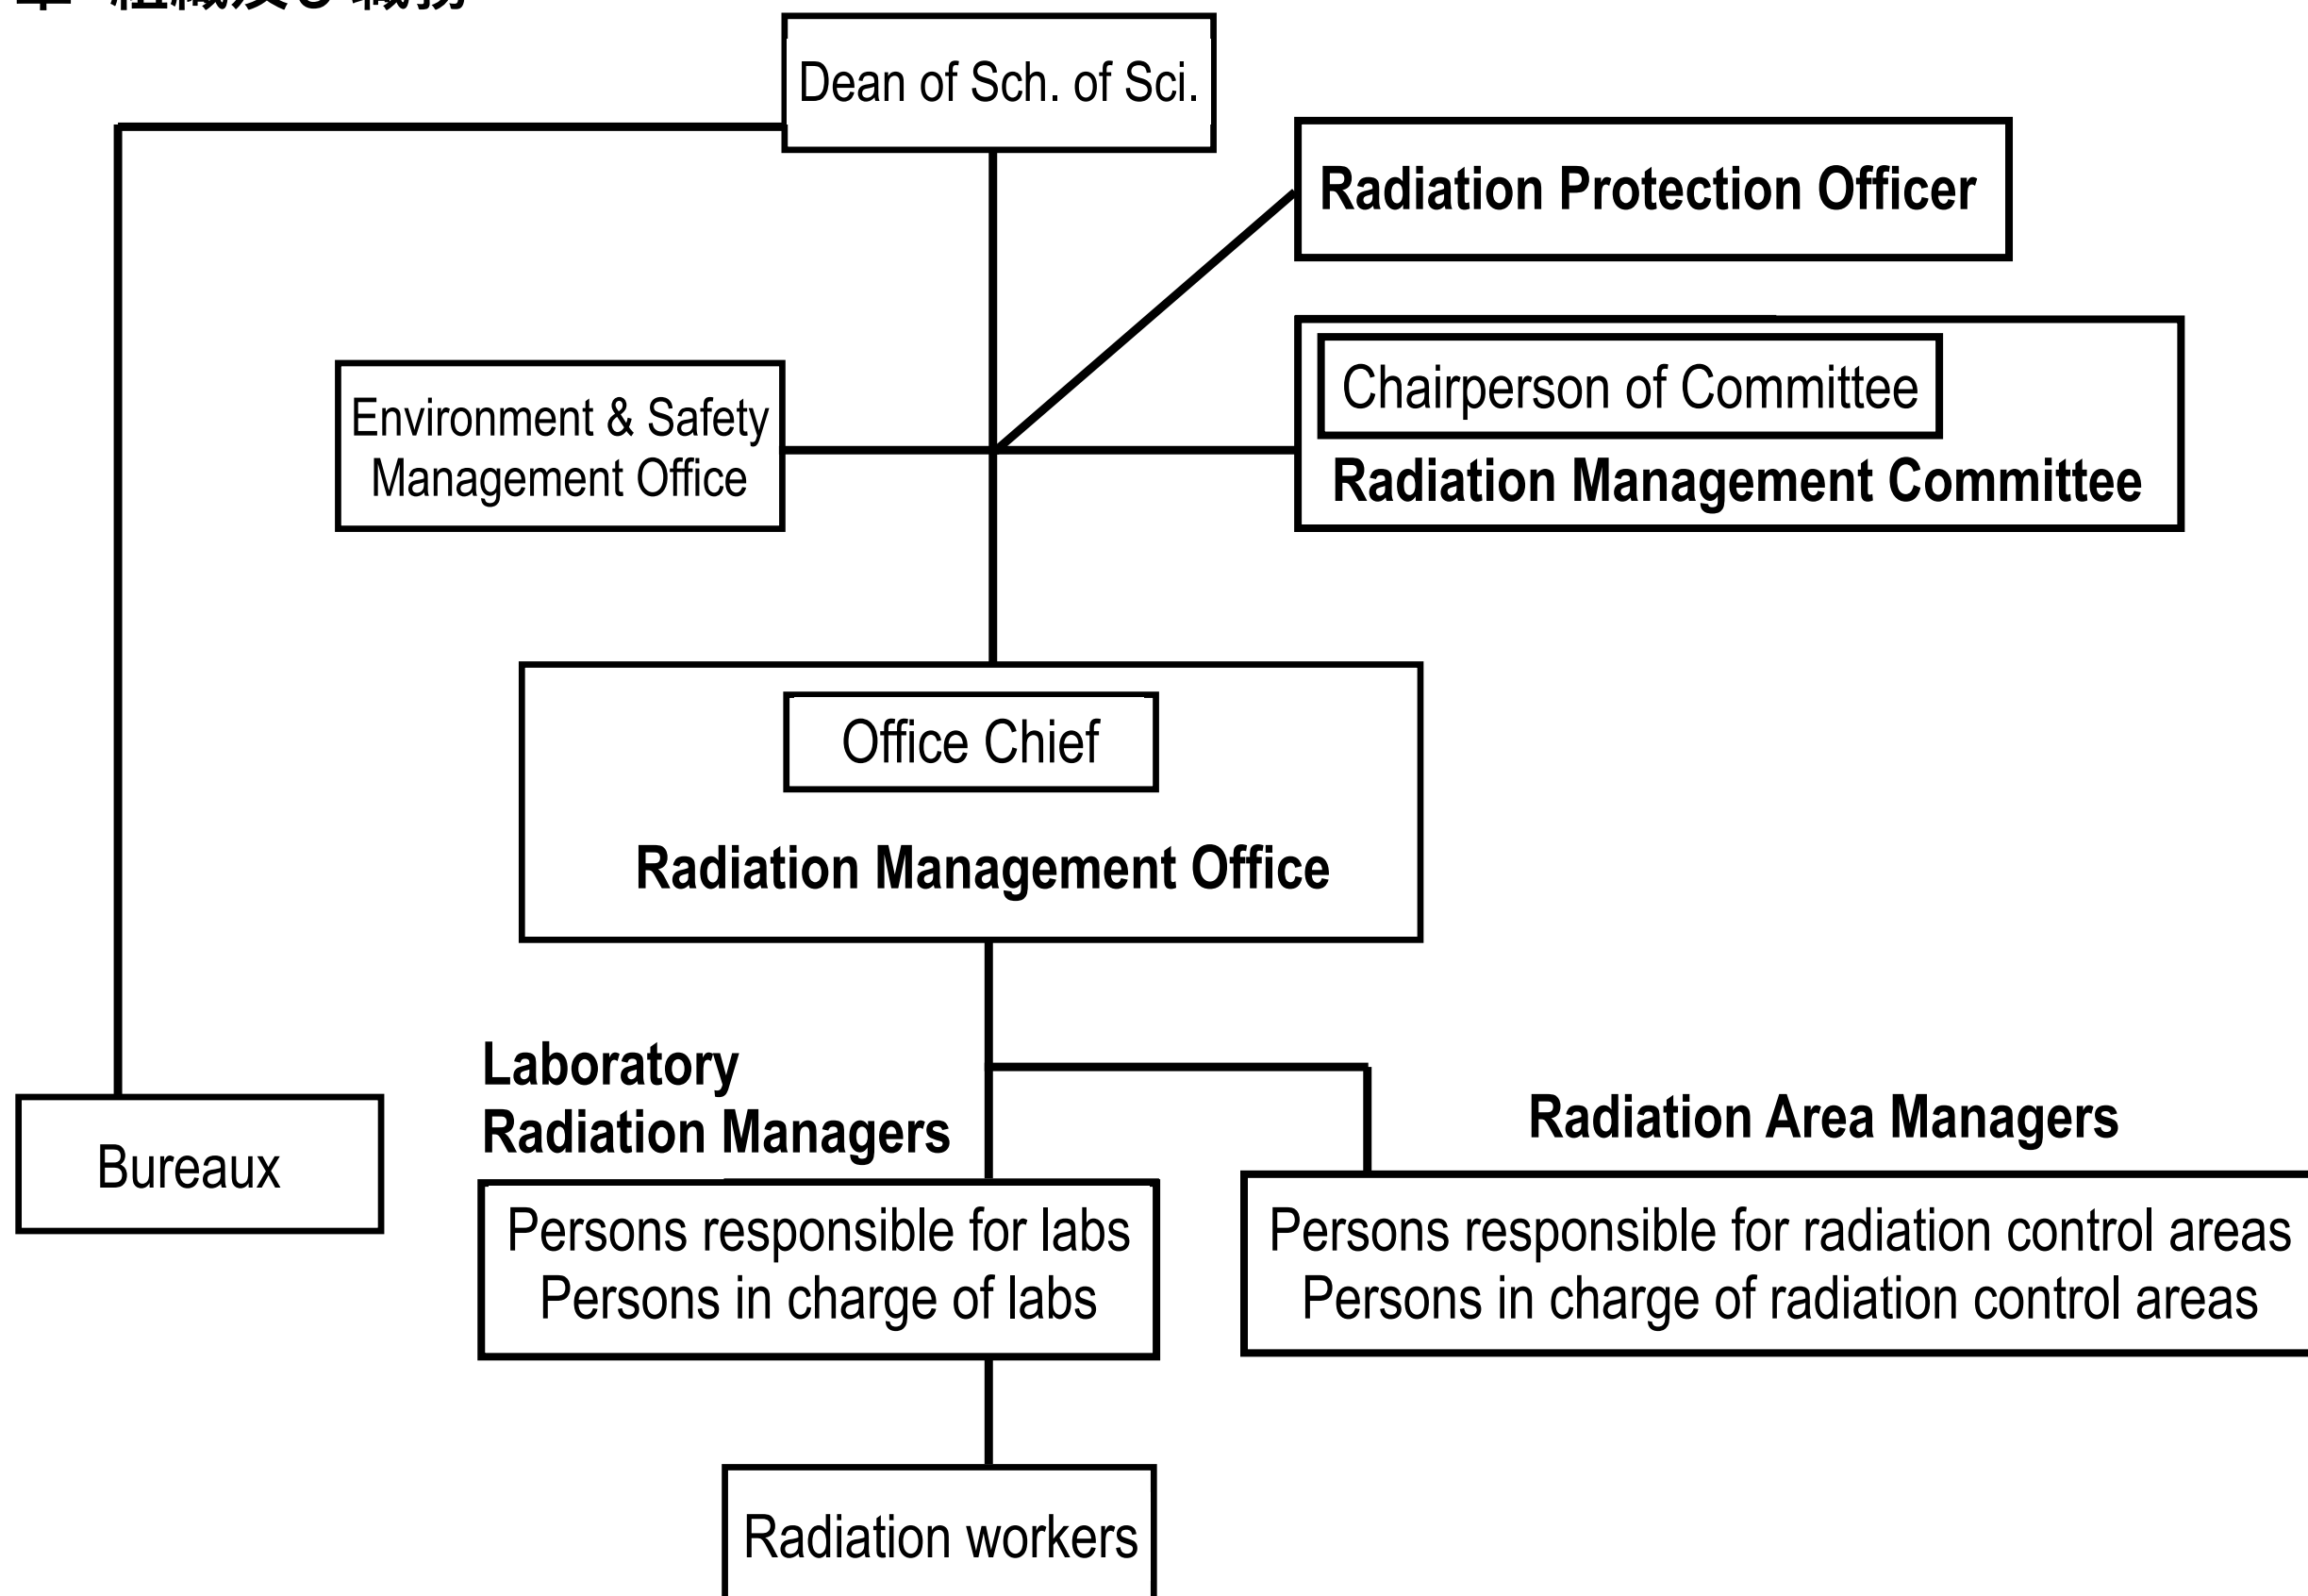 Dean of Sch. of Sci.
Radiation Protection Officer
Chairperson of Committee
Radiation Management Committee
Environment & Safety
Management Office
Office Chief
Radiation Management Office
Laboratory
Radiation Managers
Persons responsible for labs
Persons in charge of labs
Radiation Area Managers
Persons responsible for radiation control areas
Persons in charge of radiation control areas
Bureaux
Radiation workers